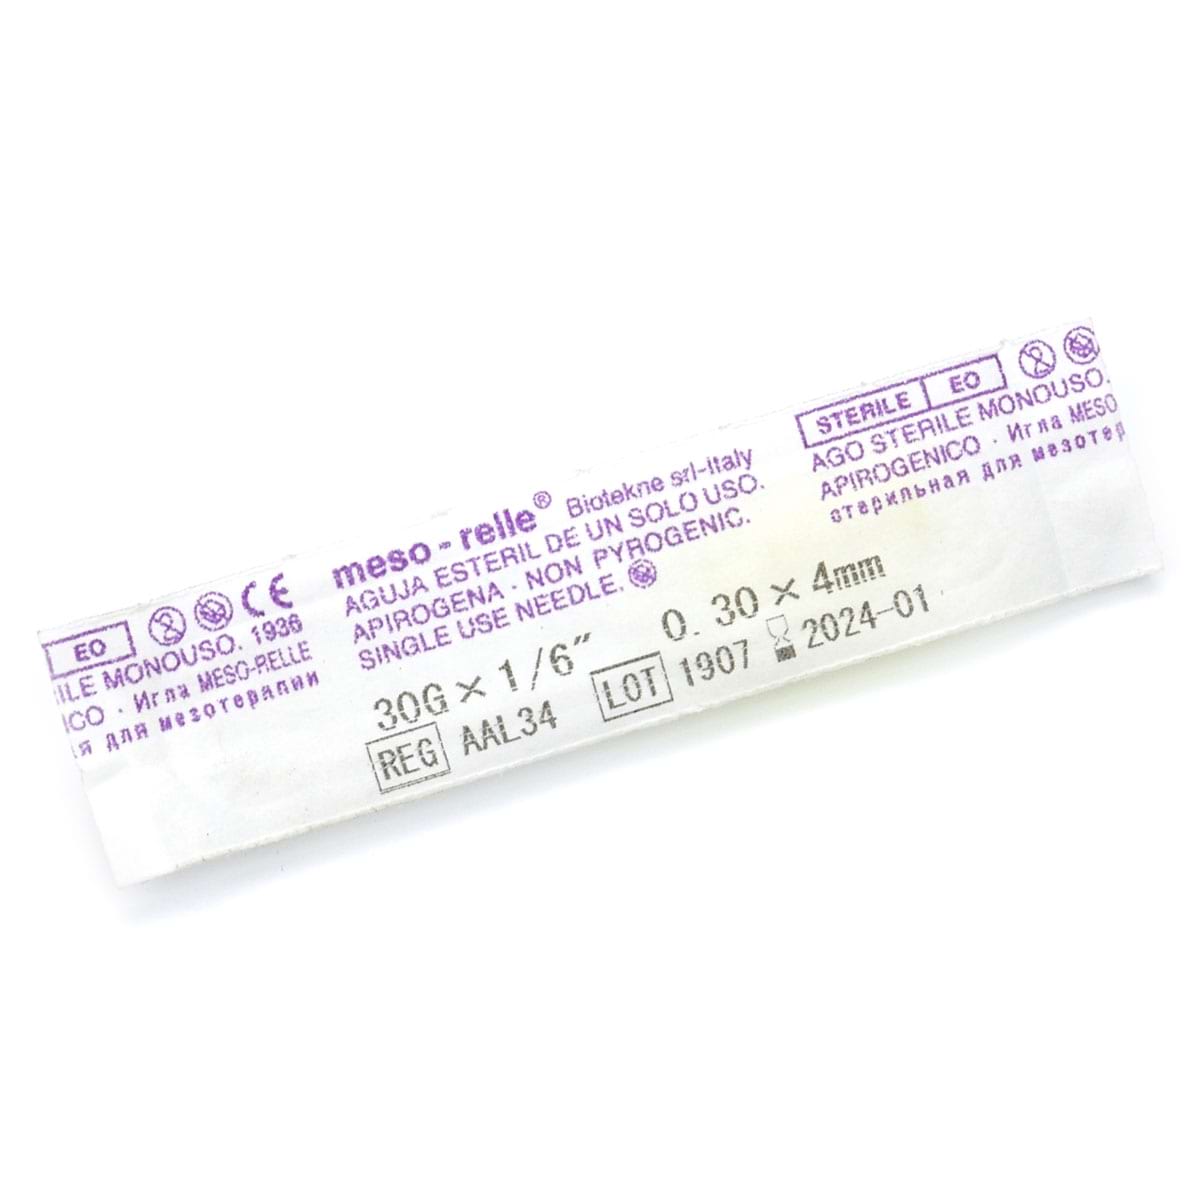 EO
CE
ILE MONOUSO. 1936
ICO · Игла MESO-RELLE
я для мезотерапии
meso-relle® Biotekne srl-Italy
AGUJA ESTERIL DE UN SOLO USO.
APIROGENA · NON PYROGENIC.
SINGLE USE NEEDLE.
30G × 1/6" 0.30 × 4mm
REG AAL34 LOT 1907 2024-01
STERILE EO
AGO STERILE MONOUSO.
APIROGENICO · Игла MESO
стерильная для мезотер